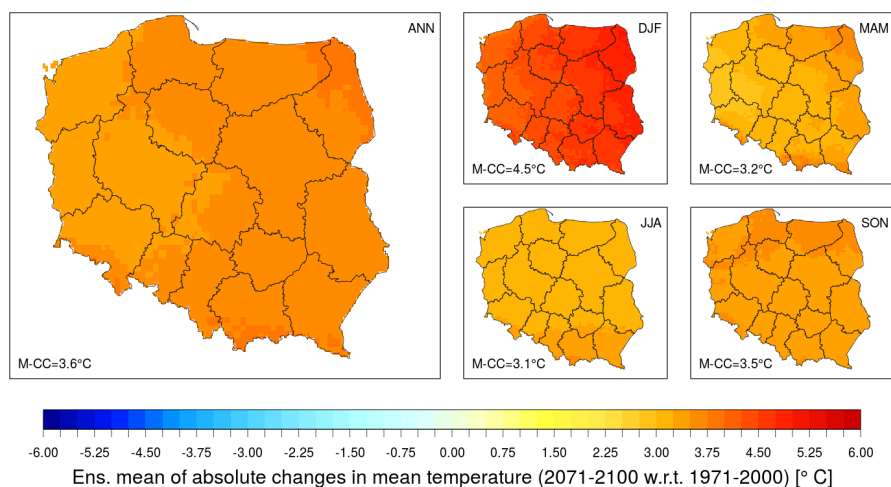 ANN
M-CC=3.6°C
DJF
M-CC=4.5°C
MAM
M-CC=3.2°C
JJA
M-CC=3.1°C
SON
M-CC=3.5°C
-6.00 -5.25 -4.50 -3.75 -3.00 -2.25 -1.50 -0.75 0.00 0.75 1.50 2.25 3.00 3.75 4.50 5.25 6.00
Ens. mean of absolute changes in mean temperature (2071-2100 w.r.t. 1971-2000) [° C]